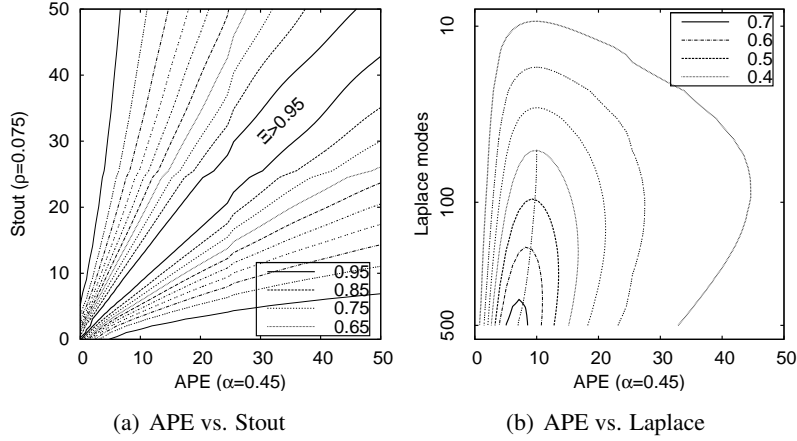 50
40
30
20
10
0
Stout (ρ=0.075)
Ξ>0.95
0.95
0.85
0.75
0.65
0 10 20 30 40 50
APE (α=0.45)
(a) APE vs. Stout
10
100
500
Laplace modes
0.7
0.6
0.5
0.4
0 10 20 30 40 50
APE (α=0.45)
(b) APE vs. Laplace